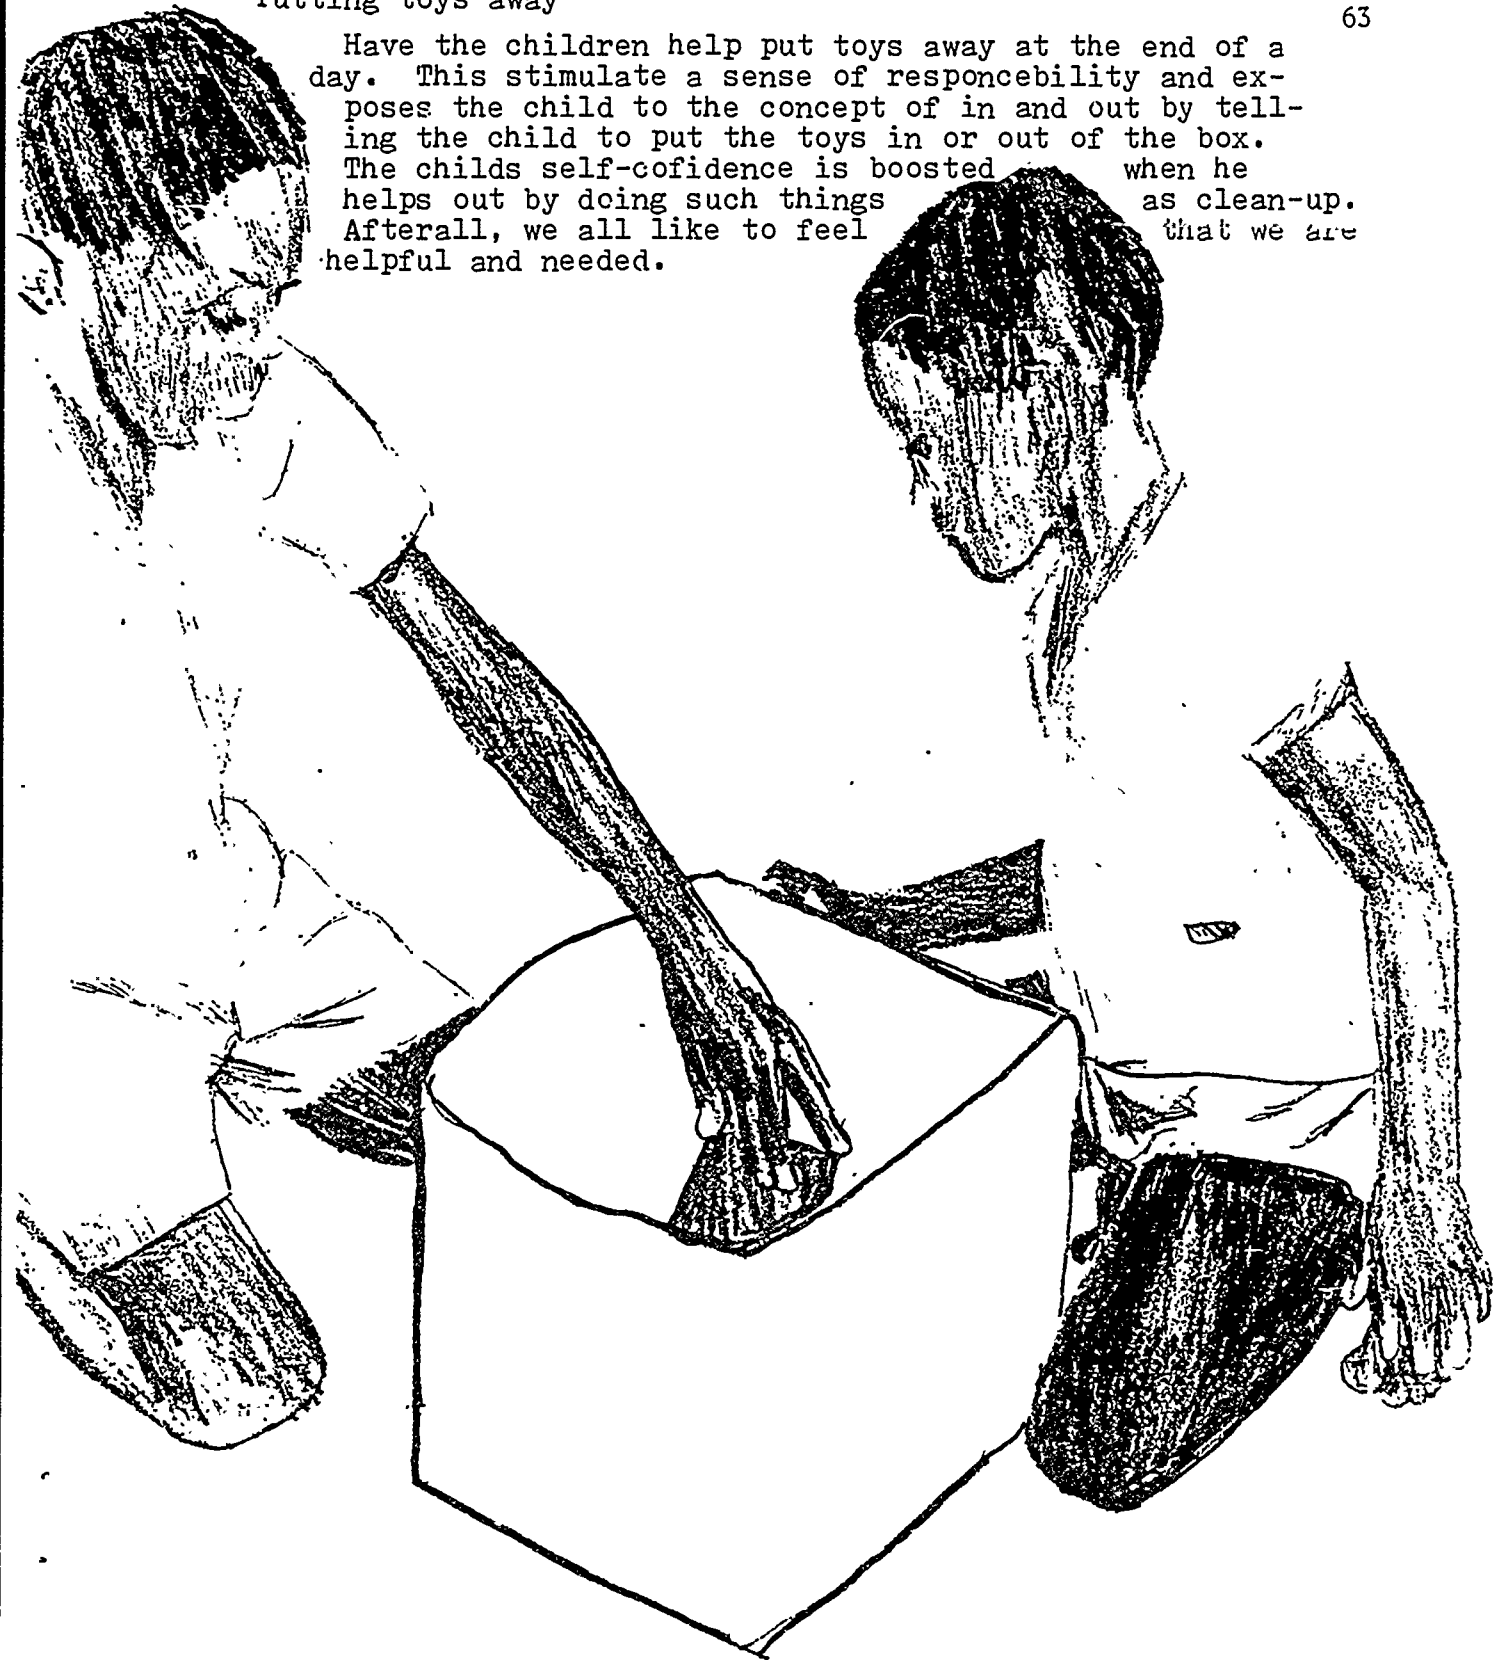 Putting toys away
63
Have the children help put toys away at the end of a
day. This stimulate a sense of responcebility and ex-
poses the child to the concept of in and out by tell-
ing the child to put the toys in or out of the box.
The childs self-cofidence is boosted when he
helps out by doing such things as clean-up.
Afterall, we all like to feel that we are
helpful and needed.